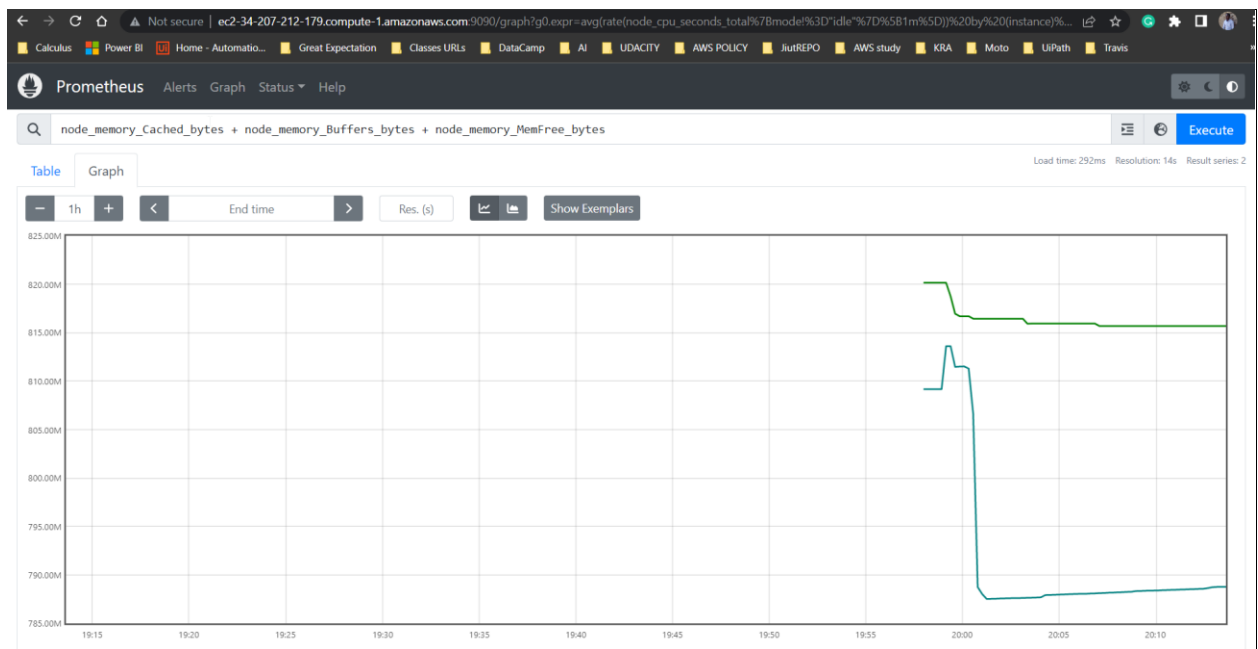 Not secure | ec2-34-207-212-179.compute-1.amazonaws.com:9090/graph?g0.expr=avg(rate(node_cpu_seconds_total%7Bmode!%3D"idle"%7D%5B1m%5D))%20by%20(instance)%...
Calculus Power BI Ui Home - Automatio... Great Expectation Classes URLs DataCamp AI UDACITY AWS POLICY JiutREPO AWS study KRA Moto UiPath Travis »
Prometheus Alerts Graph Status Help
node_memory_Cached_bytes + node_memory_Buffers_bytes + node_memory_MemFree_bytes Execute
Load time: 292ms Resolution: 14s Result series: 2
Table Graph
− 1h + < End time > Res. (s) Show Exemplars
825.00M
820.00M
815.00M
810.00M
805.00M
800.00M
795.00M
790.00M
785.00M
19:15 19:20 19:25 19:30 19:35 19:40 19:45 19:50 19:55 20:00 20:05 20:10